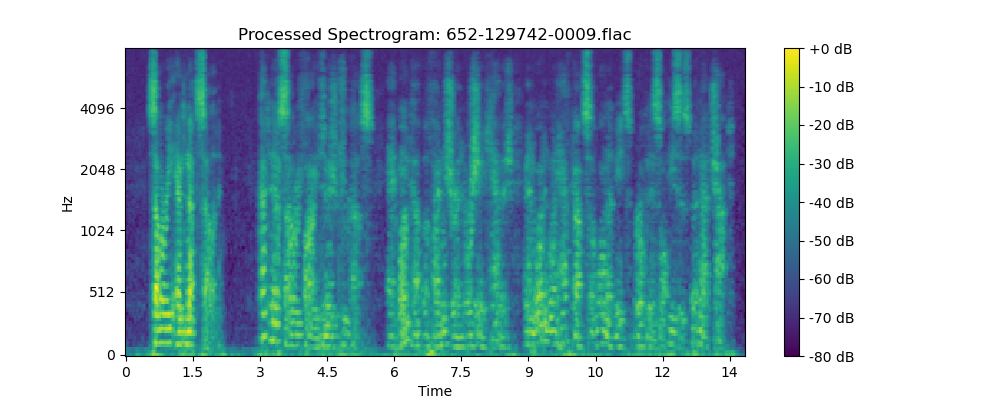 Processed Spectrogram: 652-129742-0009.flac
+0 dB
-10 dB
-20 dB
-30 dB
-40 dB
-50 dB
-60 dB
-70 dB
-80 dB
Hz
4096
2048
1024
512
0
0 1.5 3 4.5 6 7.5 9 10 12 14
Time